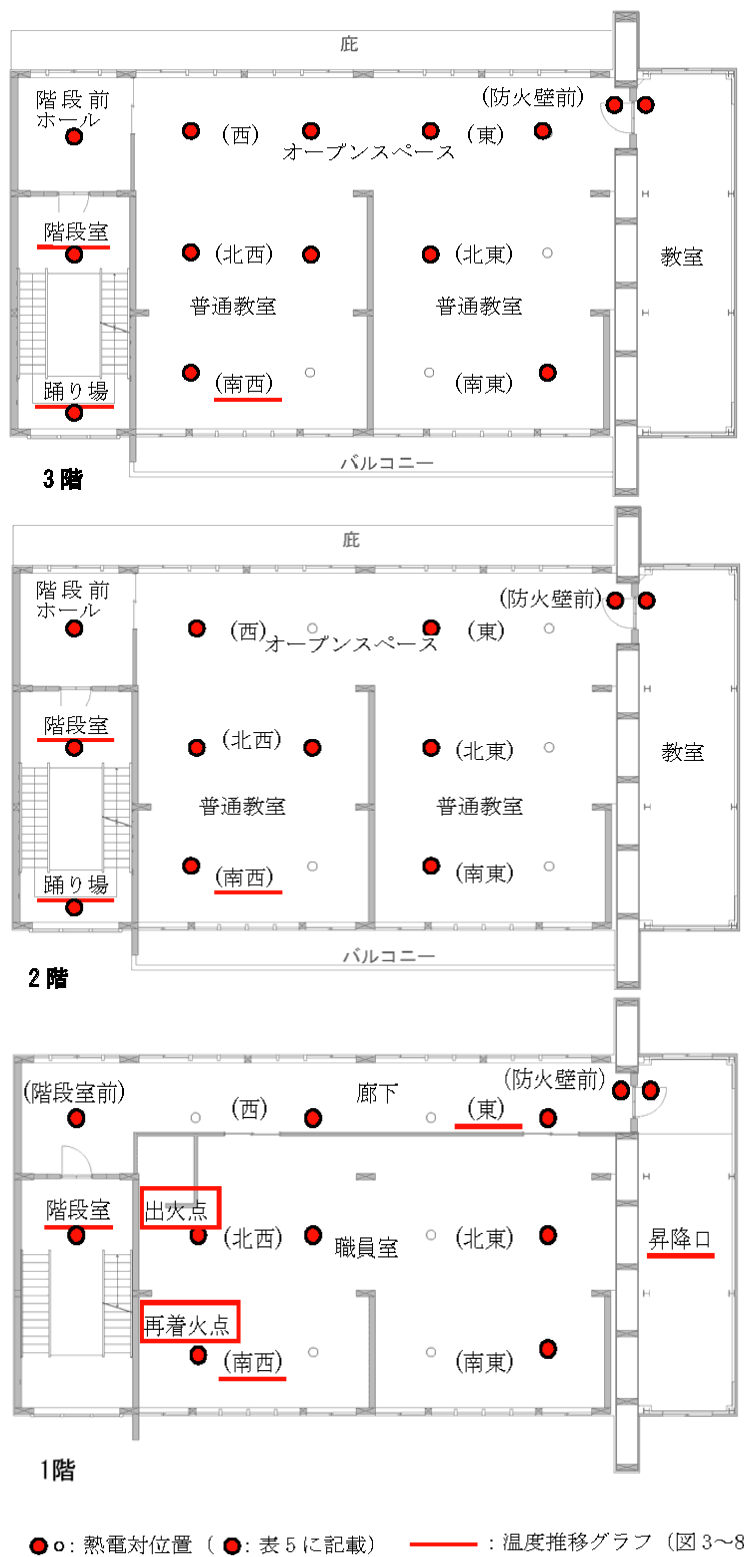 庇
階段前
ホール
(西)
(東)
(防火壁前)
オープンスペース
階段室
(北西)
(北東)
教室
普通教室
普通教室
踊り場
(南西)
(南東)
バルコニー
3階
庇
階段前
ホール
(西)
(東)
(防火壁前)
オープンスペース
階段室
(北西)
(北東)
教室
普通教室
普通教室
踊り場
(南西)
(南東)
バルコニー
2階
(階段室前)
(西)
廊下
(東)
(防火壁前)
階段室
出火点
(北西)
職員室
(北東)
昇降口
再着火点
(南西)
(南東)
1階
●○: 熱電対位置 ( ●: 表5に記載)
: 温度推移グラフ (図3~8